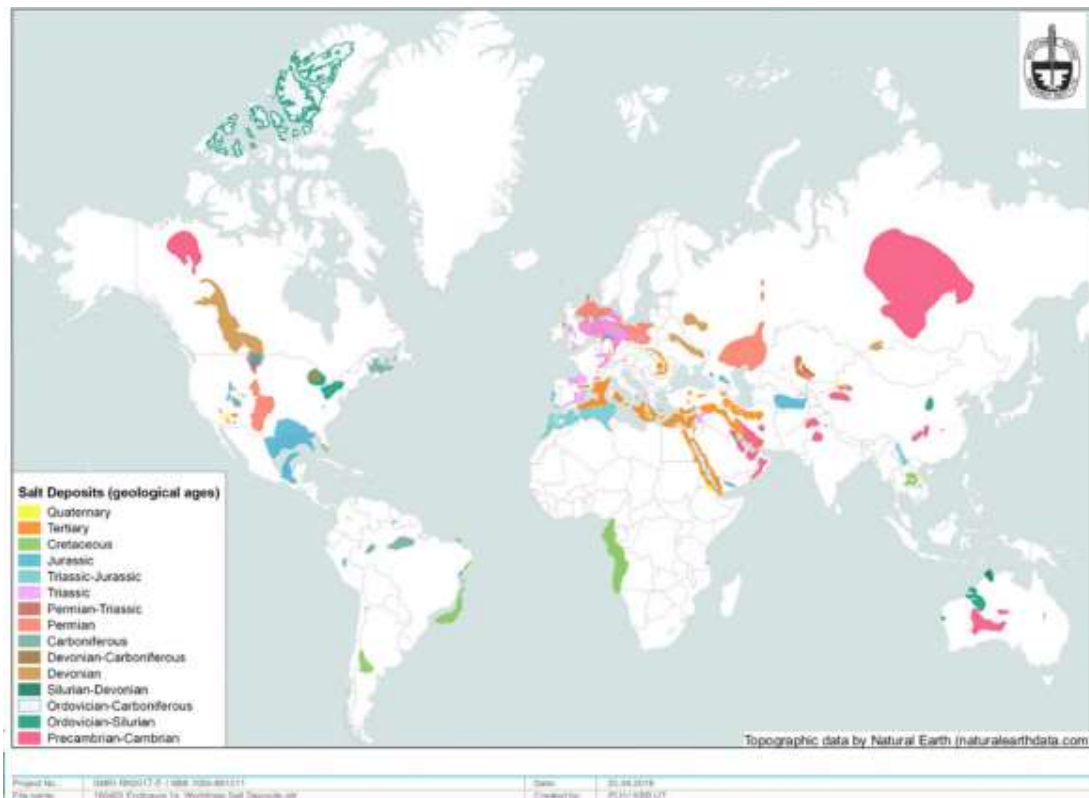 Salt Deposits (geological ages)
Quaternary
Tertiary
Cretaceous
Jurassic
Triassic-Jurassic
Triassic
Permian-Triassic
Permian
Carboniferous
Devonian-Carboniferous
Devonian
Silurian-Devonian
Ordovician-Carboniferous
Ordovician-Silurian
Precambrian-Cambrian
Topographic data by Natural Earth (naturalearthdata.com
Project No.:
Date:
File name:
Created by: